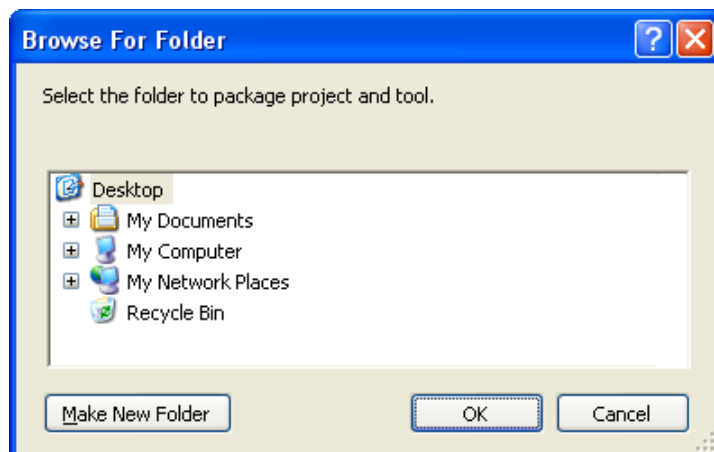 Browse For Folder
Select the folder to package project and tool.
Desktop
My Documents
My Computer
My Network Places
Recycle Bin
Make New Folder OK Cancel